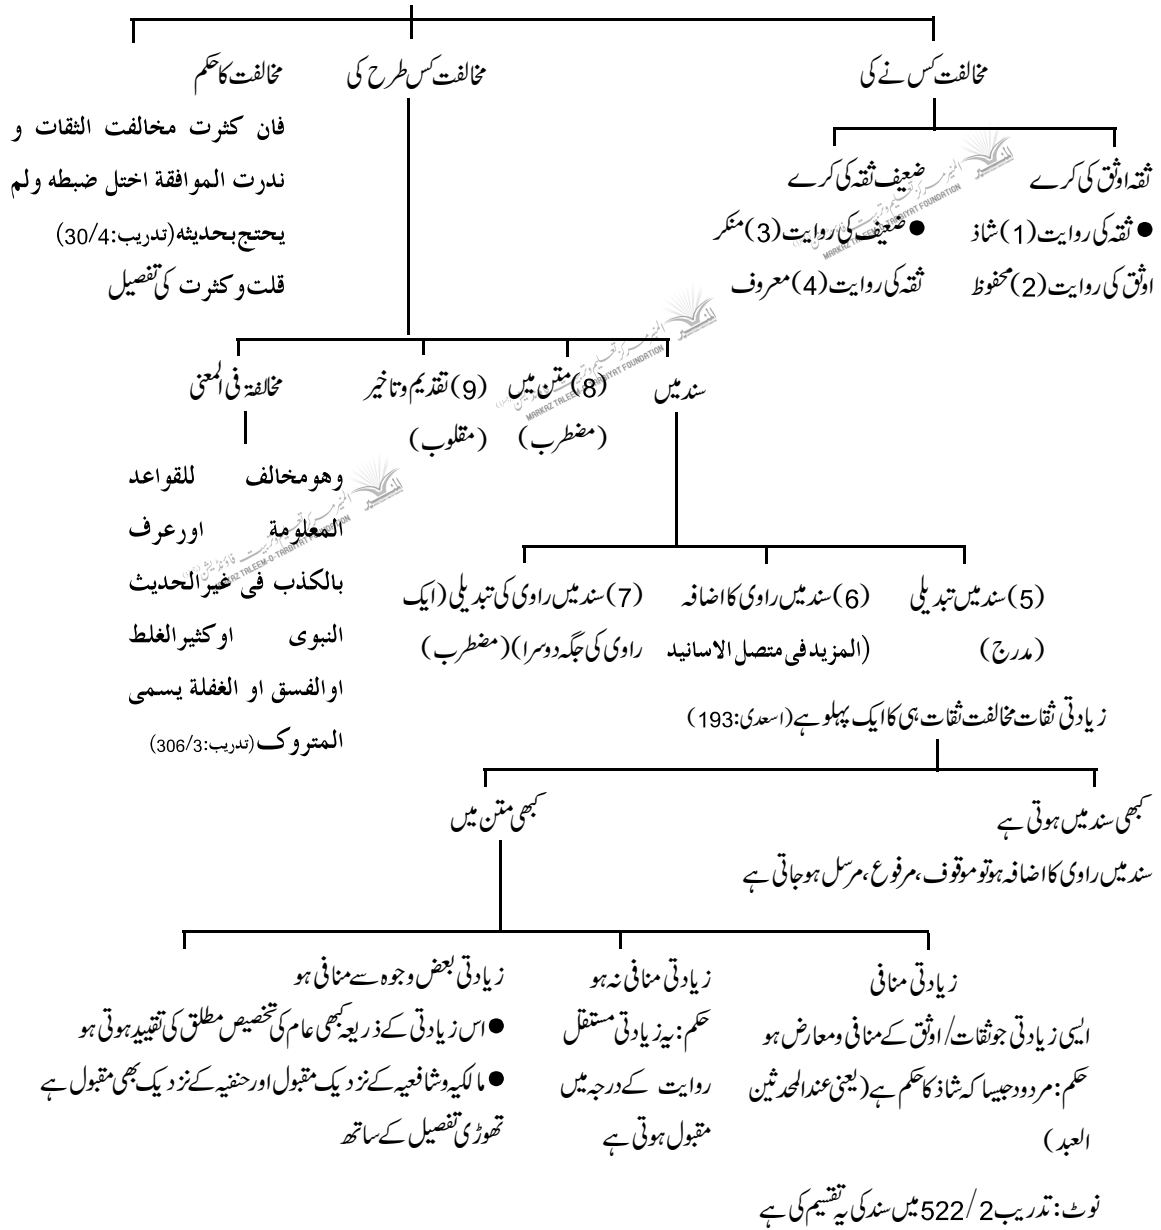 مخالفت کس نے کی
مخالفت کس طرح کی
مخالفت کا حکم
فان کثرت مخالفت الثقات و
ندرت الموافقة اختل ضبطه ولم
یحتج بحدیثه (تدریب:30/4)
قلت و کثرت کی تفصیل
ثقہ اوثق کی کرے
● ثقہ کی روایت (1) شاذ
اوثق کی روایت (2) محفوظ
ضعیف ثقہ کی کرے
● ضعیف کی روایت (3) منکر
ثقہ کی روایت (4) معروف
سند میں
(8) متن میں
(مضطرب)
(9) تقدیم و تاخیر
(مقلوب)
مخالفة فی المعنی
وهو مخالف للقواعد
المعلومة اور عرف
بالکذب فی غیر الحدیث
النبوی او کثیر الغلط
او الفسق او الغفلة یسمی
المتروک (تدریب:306/3)
(5) سند میں تبدیلی
(مدرج)
(6) سند میں راوی کا اضافہ
(المزید فی متصل الاسانید
(7) سند میں راوی کی تبدیلی (ایک
راوی کی جگہ دوسرا) (مضطرب)
زیادتی ثقات مخالفت ثقات ہی کا ایک پہلو ہے (اسعدی:193)
کبھی سند میں ہوتی ہے
سند میں راوی کا اضافہ ہو تو موقوف، مرفوع، مرسل ہو جاتی ہے
کبھی متن میں
زیادتی منافی
ایسی زیادتی جو ثقات/اوثق کے منافی و معارض ہو
حکم: مردود جیسا کہ شاذ کا حکم ہے (یعنی عند المحدثین
العبد)
زیادتی منافی نہ ہو
حکم: یہ زیادتی مستقل
روایت کے درجہ میں
مقبول ہوتی ہے
زیادتی بعض وجوہ سے منافی ہو
● اس زیادتی کے ذریعہ کبھی عام کی تخصیص مطلق کی تقیید ہوتی ہو
● مالکیہ و شافعیہ کے نزدیک مقبول اور حنفیہ کے نزدیک بھی مقبول ہے
تھوڑی تفصیل کے ساتھ
نوٹ: تدریب 2/522 میں سند کی یہ تقسیم کی ہے
المنیر مرکز تعلیم و تربیت فاؤنڈیشن
MARKAZ TALEEM-O-TARBIYAT FOUNDATION